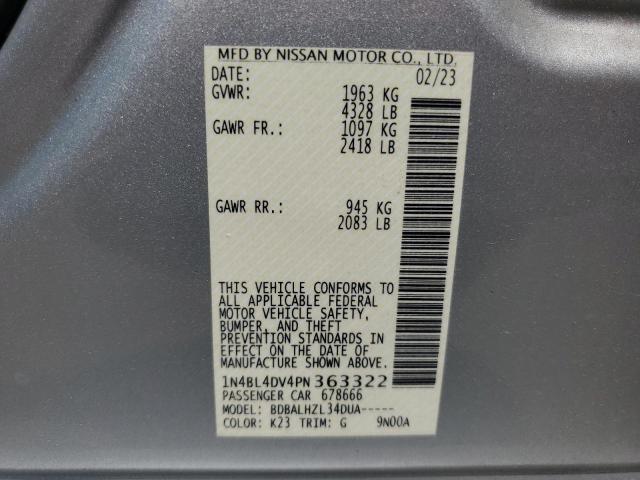 MFD BY NISSAN MOTOR CO., LTD.
DATE: 02/23
GVWR: 1963 KG
4328 LB
GAWR FR.: 1097 KG
2418 LB
GAWR RR.: 945 KG
2083 LB
THIS VEHICLE CONFORMS TO
ALL APPLICABLE FEDERAL
MOTOR VEHICLE SAFETY,
BUMPER, AND THEFT
PREVENTION STANDARDS IN
EFFECT ON THE DATE OF
MANUFACTURE SHOWN ABOVE.
1N4BL4DV4PN363322
PASSENGER CAR 678666
MODEL: BDBALHZL34DUA-----
COLOR: K23 TRIM: G 9N00A